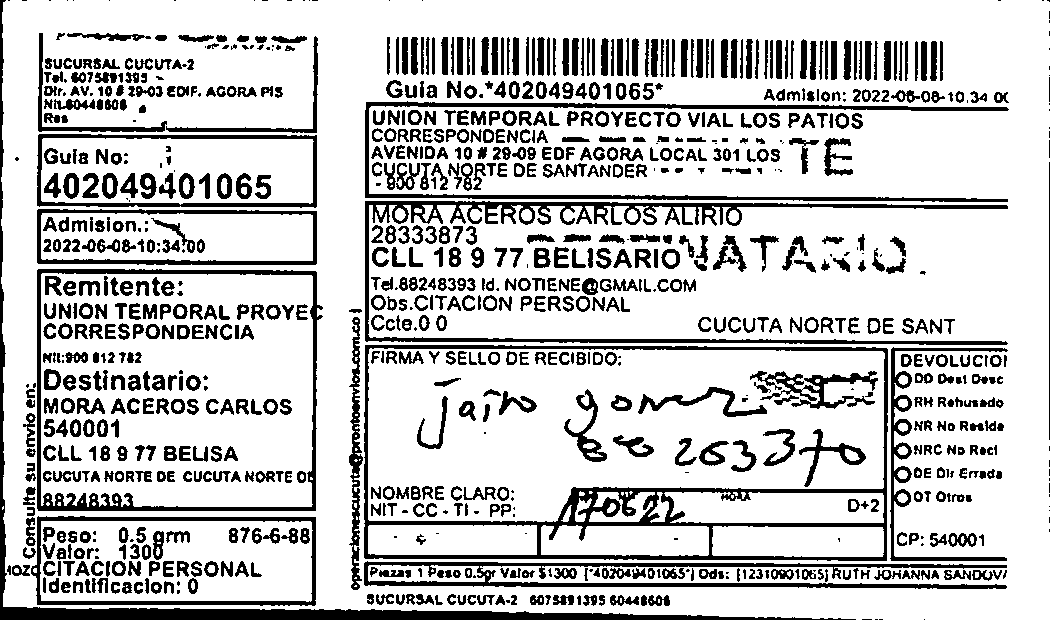 SUCURSAL CUCUTA-2
Tel. 6075891395
Dir. AV. 10 # 29-03 EDIF. AGORA PIS
Nit.60448606
Res
Guia No:
402049401065
Admision.:
2022-06-08-10:34:00
Remitente:
UNION TEMPORAL PROYEC
CORRESPONDENCIA
Nit:900 812 782
Destinatario:
MORA ACEROS CARLOS
540001
CLL 18 9 77 BELISA
CUCUTA NORTE DE CUCUTA NORTE DE
88248393
Peso: 0.5 grm 876-6-88
Valor: 1300
CITACION PERSONAL
Identificacion: 0
Consulte su envio en:
operacionescucuta@prontoenvios.com.co |
Guia No.*402049401065*
Admision: 2022-06-08-10.34 00
UNION TEMPORAL PROYECTO VIAL LOS PATIOS
CORRESPONDENCIA
AVENIDA 10 # 29-09 EDF AGORA LOCAL 301 LOS
TE
CUCUTA NORTE DE SANTANDER
- 900 812 782
MORA ACEROS CARLOS ALIRIO
28333873
CLL 18 9 77 BELISARIO
NATARIO
Tel.88248393 Id. NOTIENE@GMAIL.COM
Obs.CITACION PERSONAL
Ccte.0 0 CUCUTA NORTE DE SANT
FIRMA Y SELLO DE RECIBIDO:
Jairo gomez
88 263370
NOMBRE CLARO:
NIT - CC - TI - PP:
170622
HORA
D+2
DEVOLUCIO
DD Dest Desc
RH Rehusado
NR No Reside
NRC No Recl
DE Dir Errada
OT Otros
CP: 540001
Piezas 1 Peso 0.5gr Valor $1300 [*402049401065*] Ods: [12310901065] RUTH JOHANNA SANDOVA
SUCURSAL CUCUTA-2 6075891395 60448606